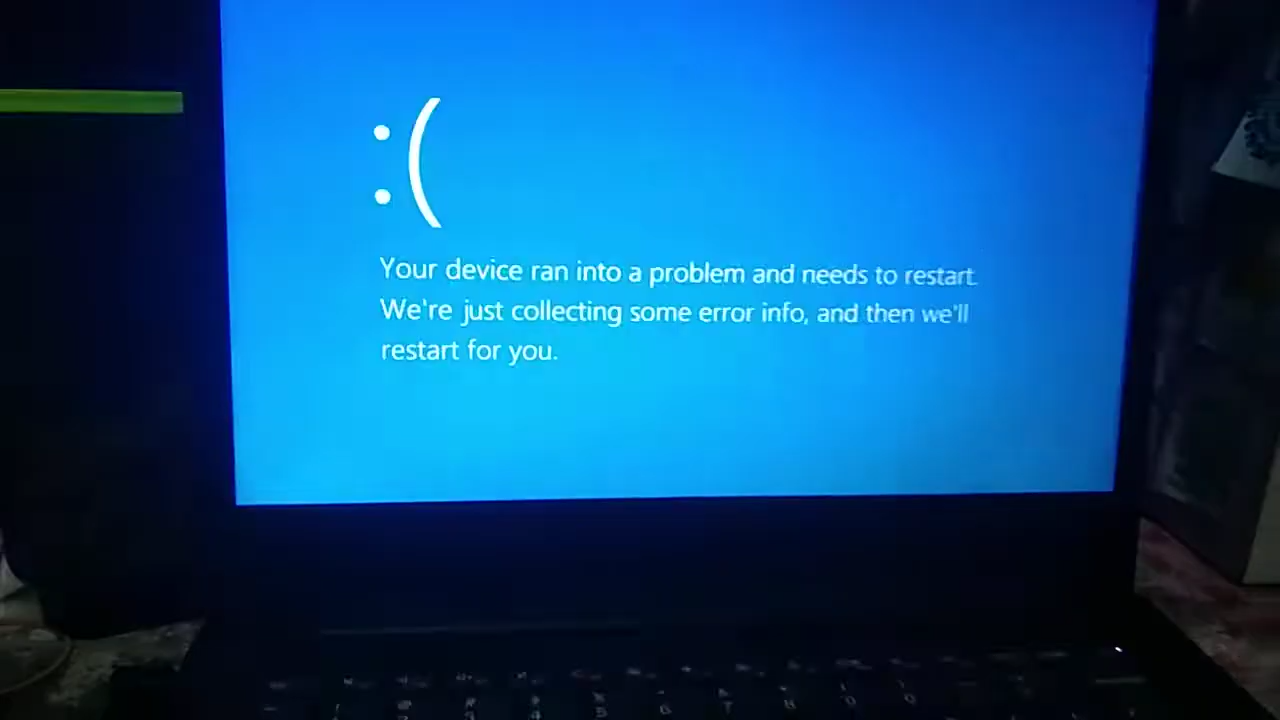 :(
Your device ran into a problem and needs to restart.
We're just collecting some error info, and then we'll
restart for you.